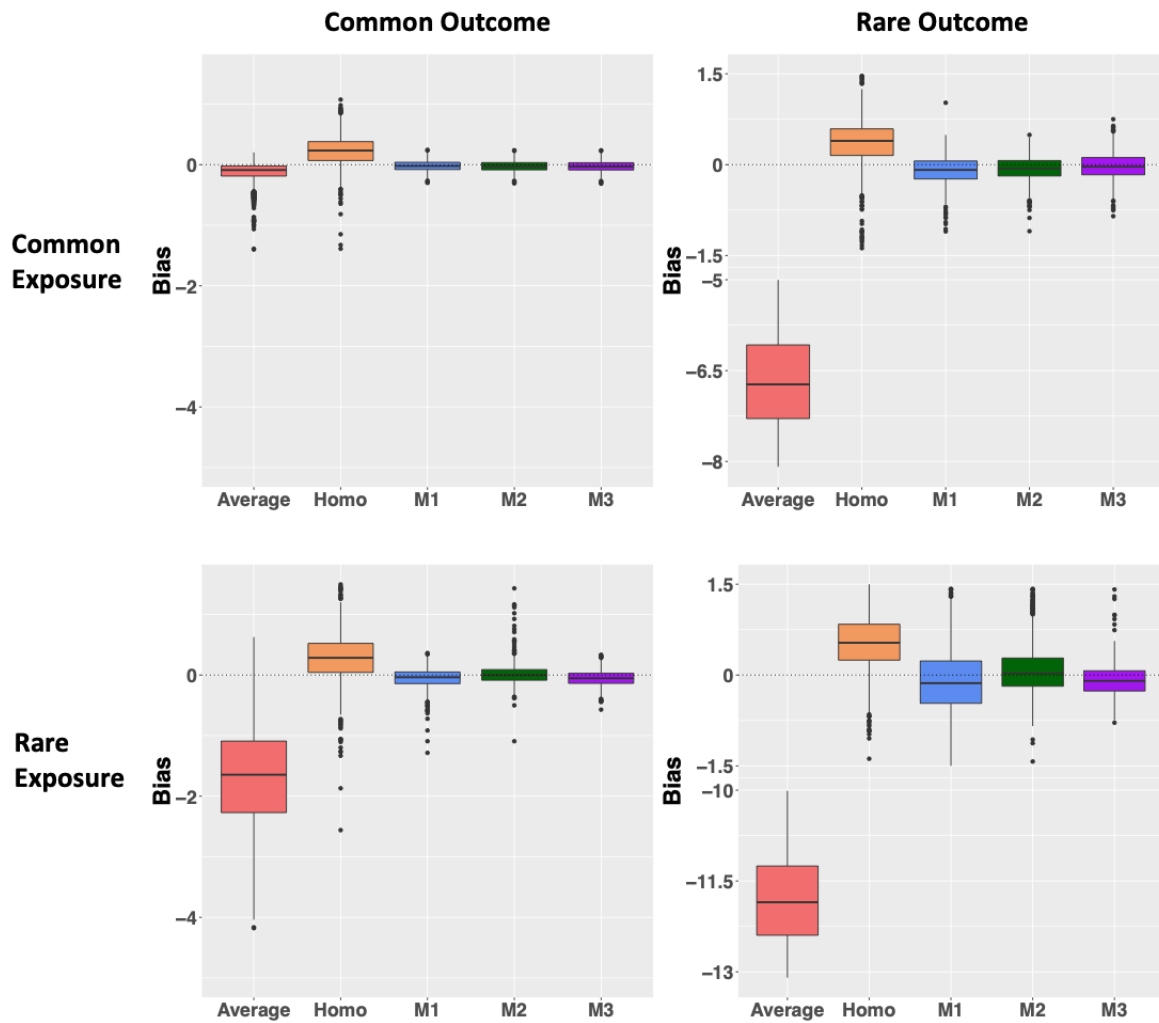 Common Outcome
Rare Outcome
Common
Exposure
Bias
0
−2
−4
Average Homo M1 M2 M3
Bias
1.5
0
−1.5
−5
−6.5
−8
Average Homo M1 M2 M3
Rare
Exposure
Bias
0
−2
−4
Average Homo M1 M2 M3
Bias
1.5
0
−1.5
−10
−11.5
−13
Average Homo M1 M2 M3